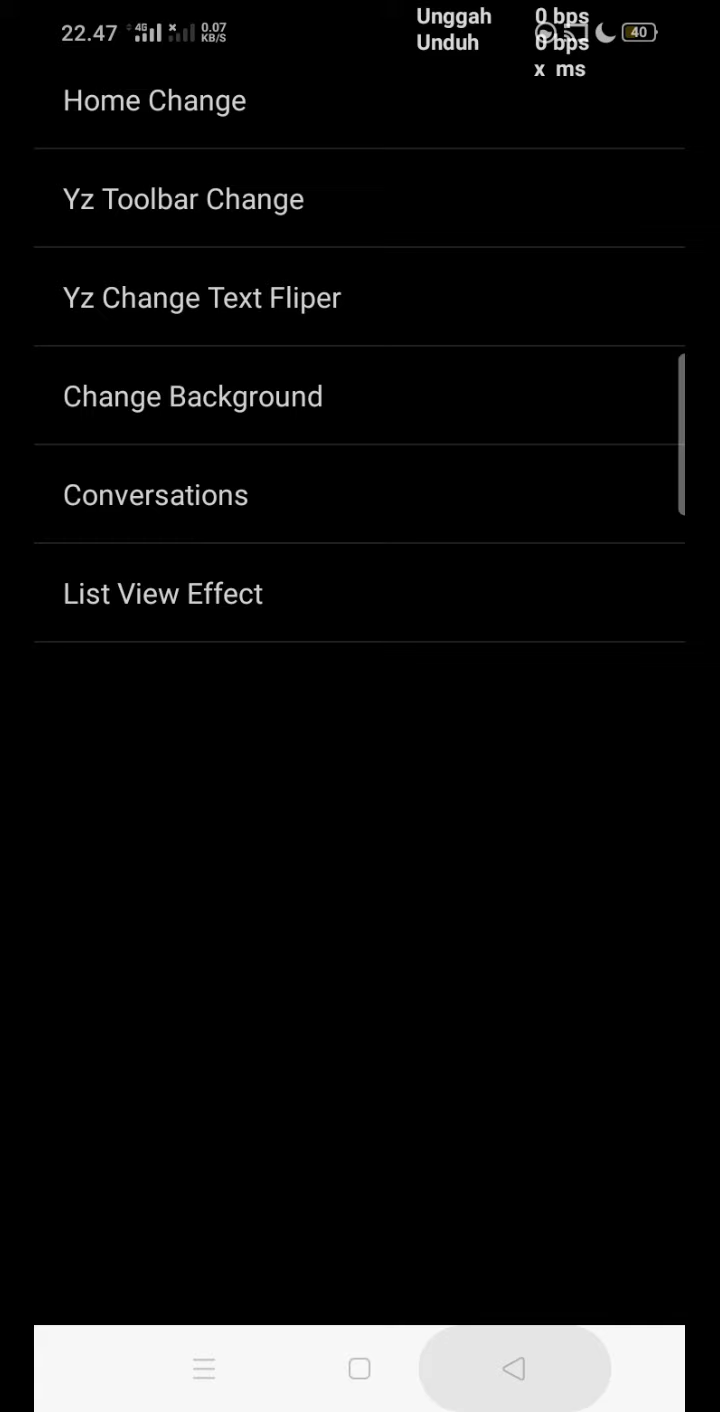 22.47 4G 0.07 KB/S 40
Unggah 0 bps
Unduh 0 bps
x ms
Home Change
Yz Toolbar Change
Yz Change Text Fliper
Change Background
Conversations
List View Effect